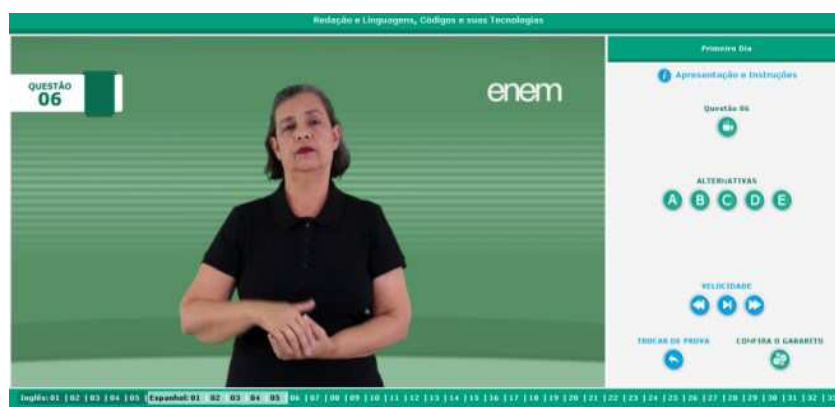 Redação e Linguagens, Códigos e suas Tecnologias
QUESTÃO
06
enem
Primeiro Dia
i Apresentação e Instruções
Questão 06
ALTERNATIVAS
A B C D E
VELOCIDADE
TROCAR DE PROVA
CONFIRA O GABARITO
Inglês: 01 | 02 | 03 | 04 | 05 | Espanhol: 01 02 03 04 05 06 | 07 | 08 | 09 | 10 | 11 | 12 | 13 | 14 | 15 | 16 | 17 | 18 | 19 | 20 | 21 | 22 | 23 | 24 | 25 | 26 | 27 | 28 | 29 | 30 | 31 | 32 |